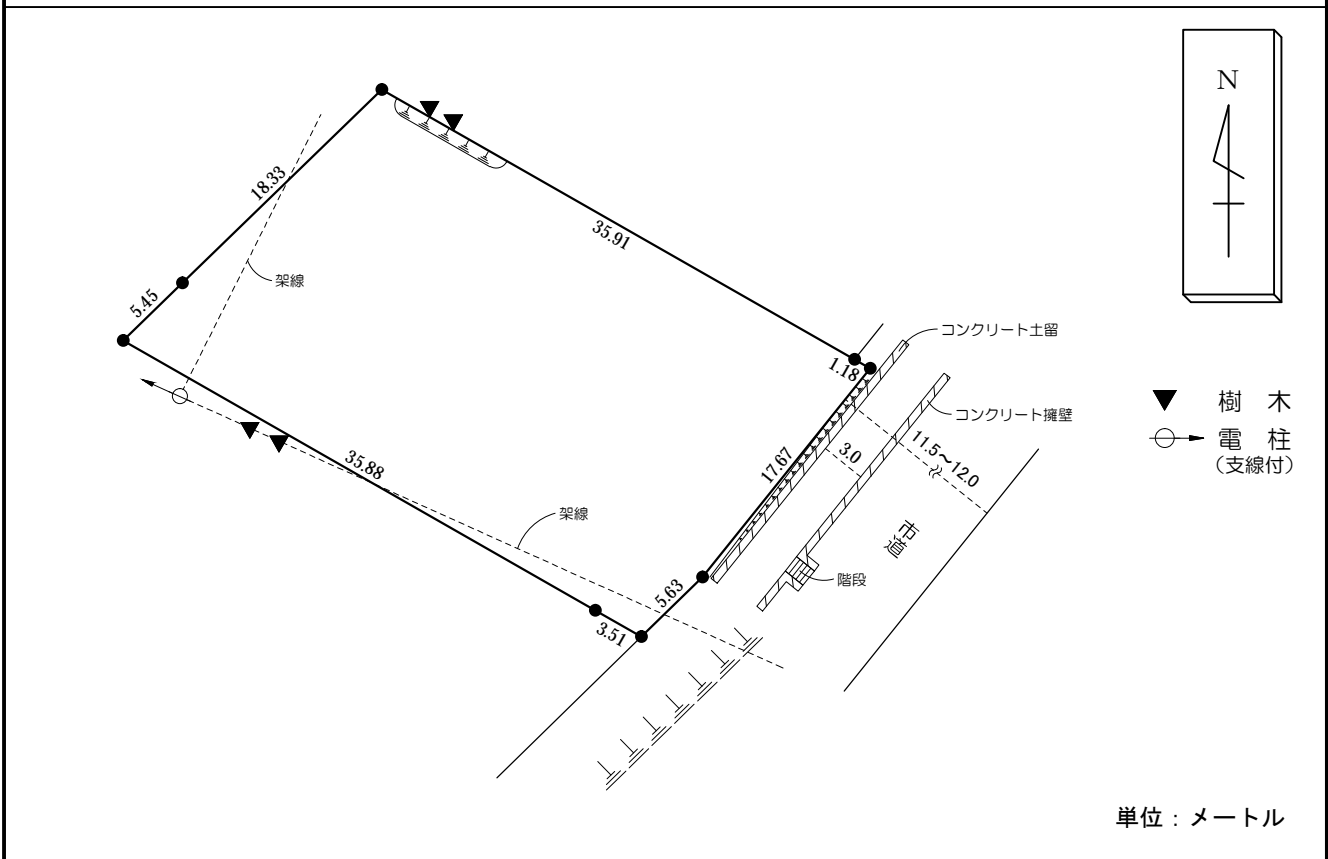 N
18.33
35.91
架線
5.45
コンクリート土留
1.18
樹 木
コンクリート擁壁
電 柱
(支線付)
11.5～12.0
3.0
17.67
35.88
架線
市道
階段
5.63
3.51
単位：メートル